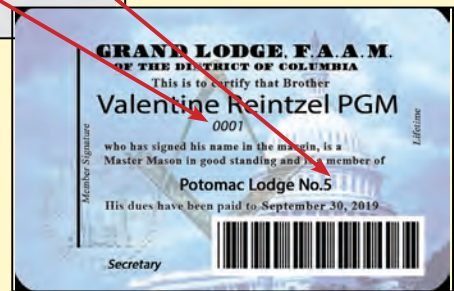 GRAND LODGE, F.A.A.M.
OF THE DISTRICT OF COLUMBIA
This is to certify that Brother
Valentine Reintzel PGM
0001
who has signed his name in the margin, is a
Master Mason in good standing and is a member of
Potomac Lodge No.5
His dues have been paid to September 30, 2019
Secretary
Member Signature
Lifetime